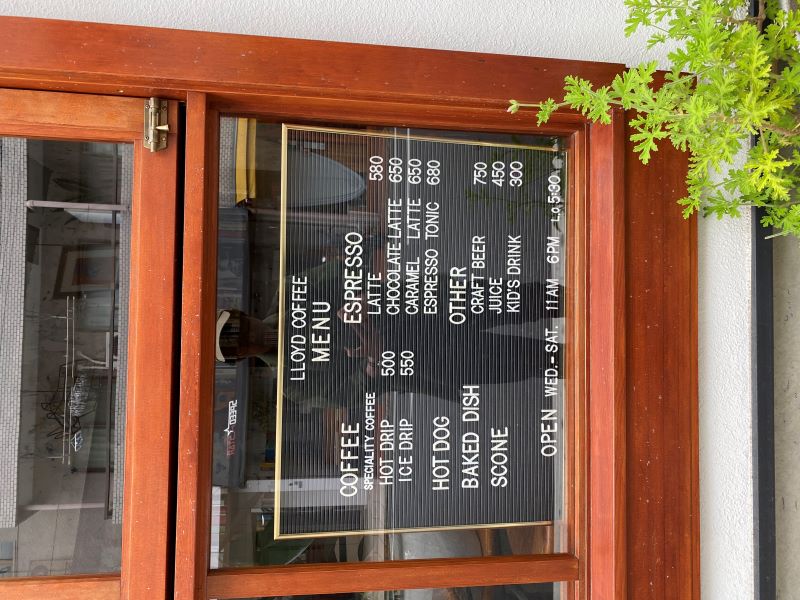 LLOYD COFFEE
MENU
COFFEE
SPECIALITY COFFEE
HOT DRIP 500
ICE DRIP 550
HOT DOG
BAKED DISH
SCONE
ESPRESSO
LATTE 580
CHOCOLATE LATTE 650
CARAMEL LATTE 650
ESPRESSO TONIC 680
OTHER
CRAFT BEER 750
JUICE 450
KID'S DRINK 300
OPEN WED.-SAT. 11AM 6PM L.O. 5:30
SPEED
STAR